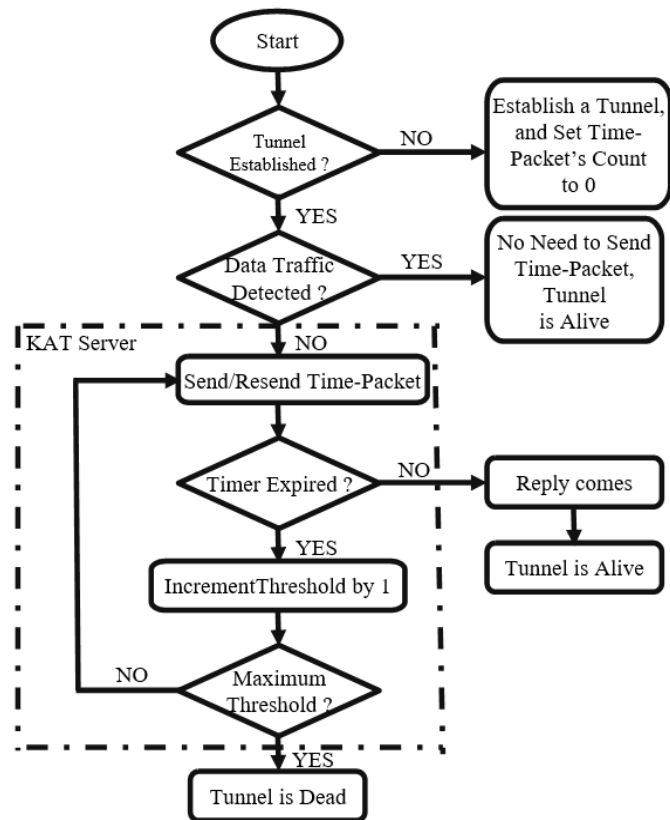 Start
Tunnel
Established ?
NO
Establish a Tunnel,
and Set Time-
Packet's Count
to 0
YES
Data Traffic
Detected ?
YES
No Need to Send
Time-Packet,
Tunnel
is Alive
NO
KAT Server
Send/Resend Time-Packet
Timer Expired ?
NO
Reply comes
Tunnel is Alive
YES
IncrementThreshold by 1
Maximum
Threshold ?
NO
YES
Tunnel is Dead